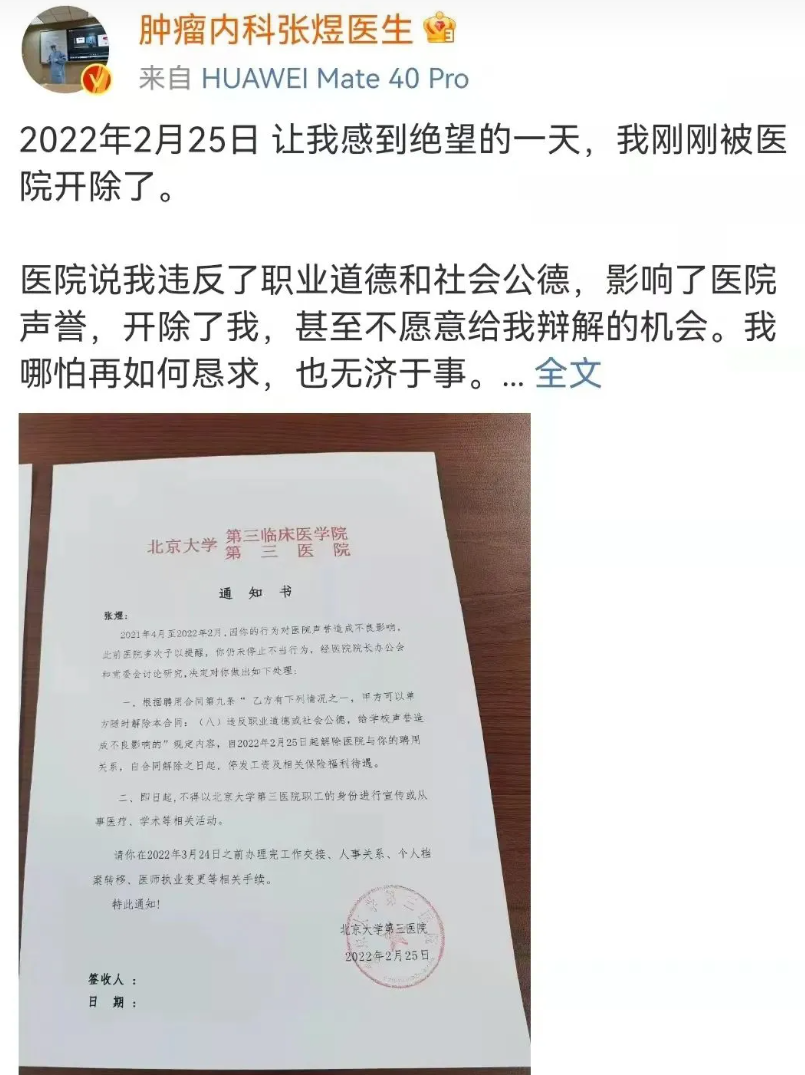 肿瘤内科张煜医生
来自 HUAWEI Mate 40 Pro
2022年2月25日 让我感到绝望的一天，我刚刚被医
院开除了。
医院说我违反了职业道德和社会公德，影响了医院
声誉，开除了我，甚至不愿意给我辩解的机会。我
哪怕再如何恳求，也无济于事。... 全文
北京大学 第三临床医学院
第三医院
通知书
张煜：
2021年4月至2022年2月，因你的行为对医院声誉造成不良影响，
此前医院多次予以提醒，你仍未停止不当行为，经医院院长办公会
和党委会讨论研究，决定对你做出如下处理：
一、根据聘用合同第九条“乙方有下列情况之一，甲方可以单
方随时解除本合同：（八）违反职业道德或社会公德，给学校声誉造
成不良影响的”规定内容，自2022年2月25日起解除医院与你的聘用
关系，自合同解除之日起，停发工资及相关保险福利待遇。
二、即日起，不得以北京大学第三医院职工的身份进行宣传或从
事医疗、学术等相关活动。
请你在2022年3月24日之前办理完工作交接、人事关系、个人档
案转移、医师执业变更等相关手续。
特此通知！
北京大学第三医院
2022年2月25日
签收人：
日期：